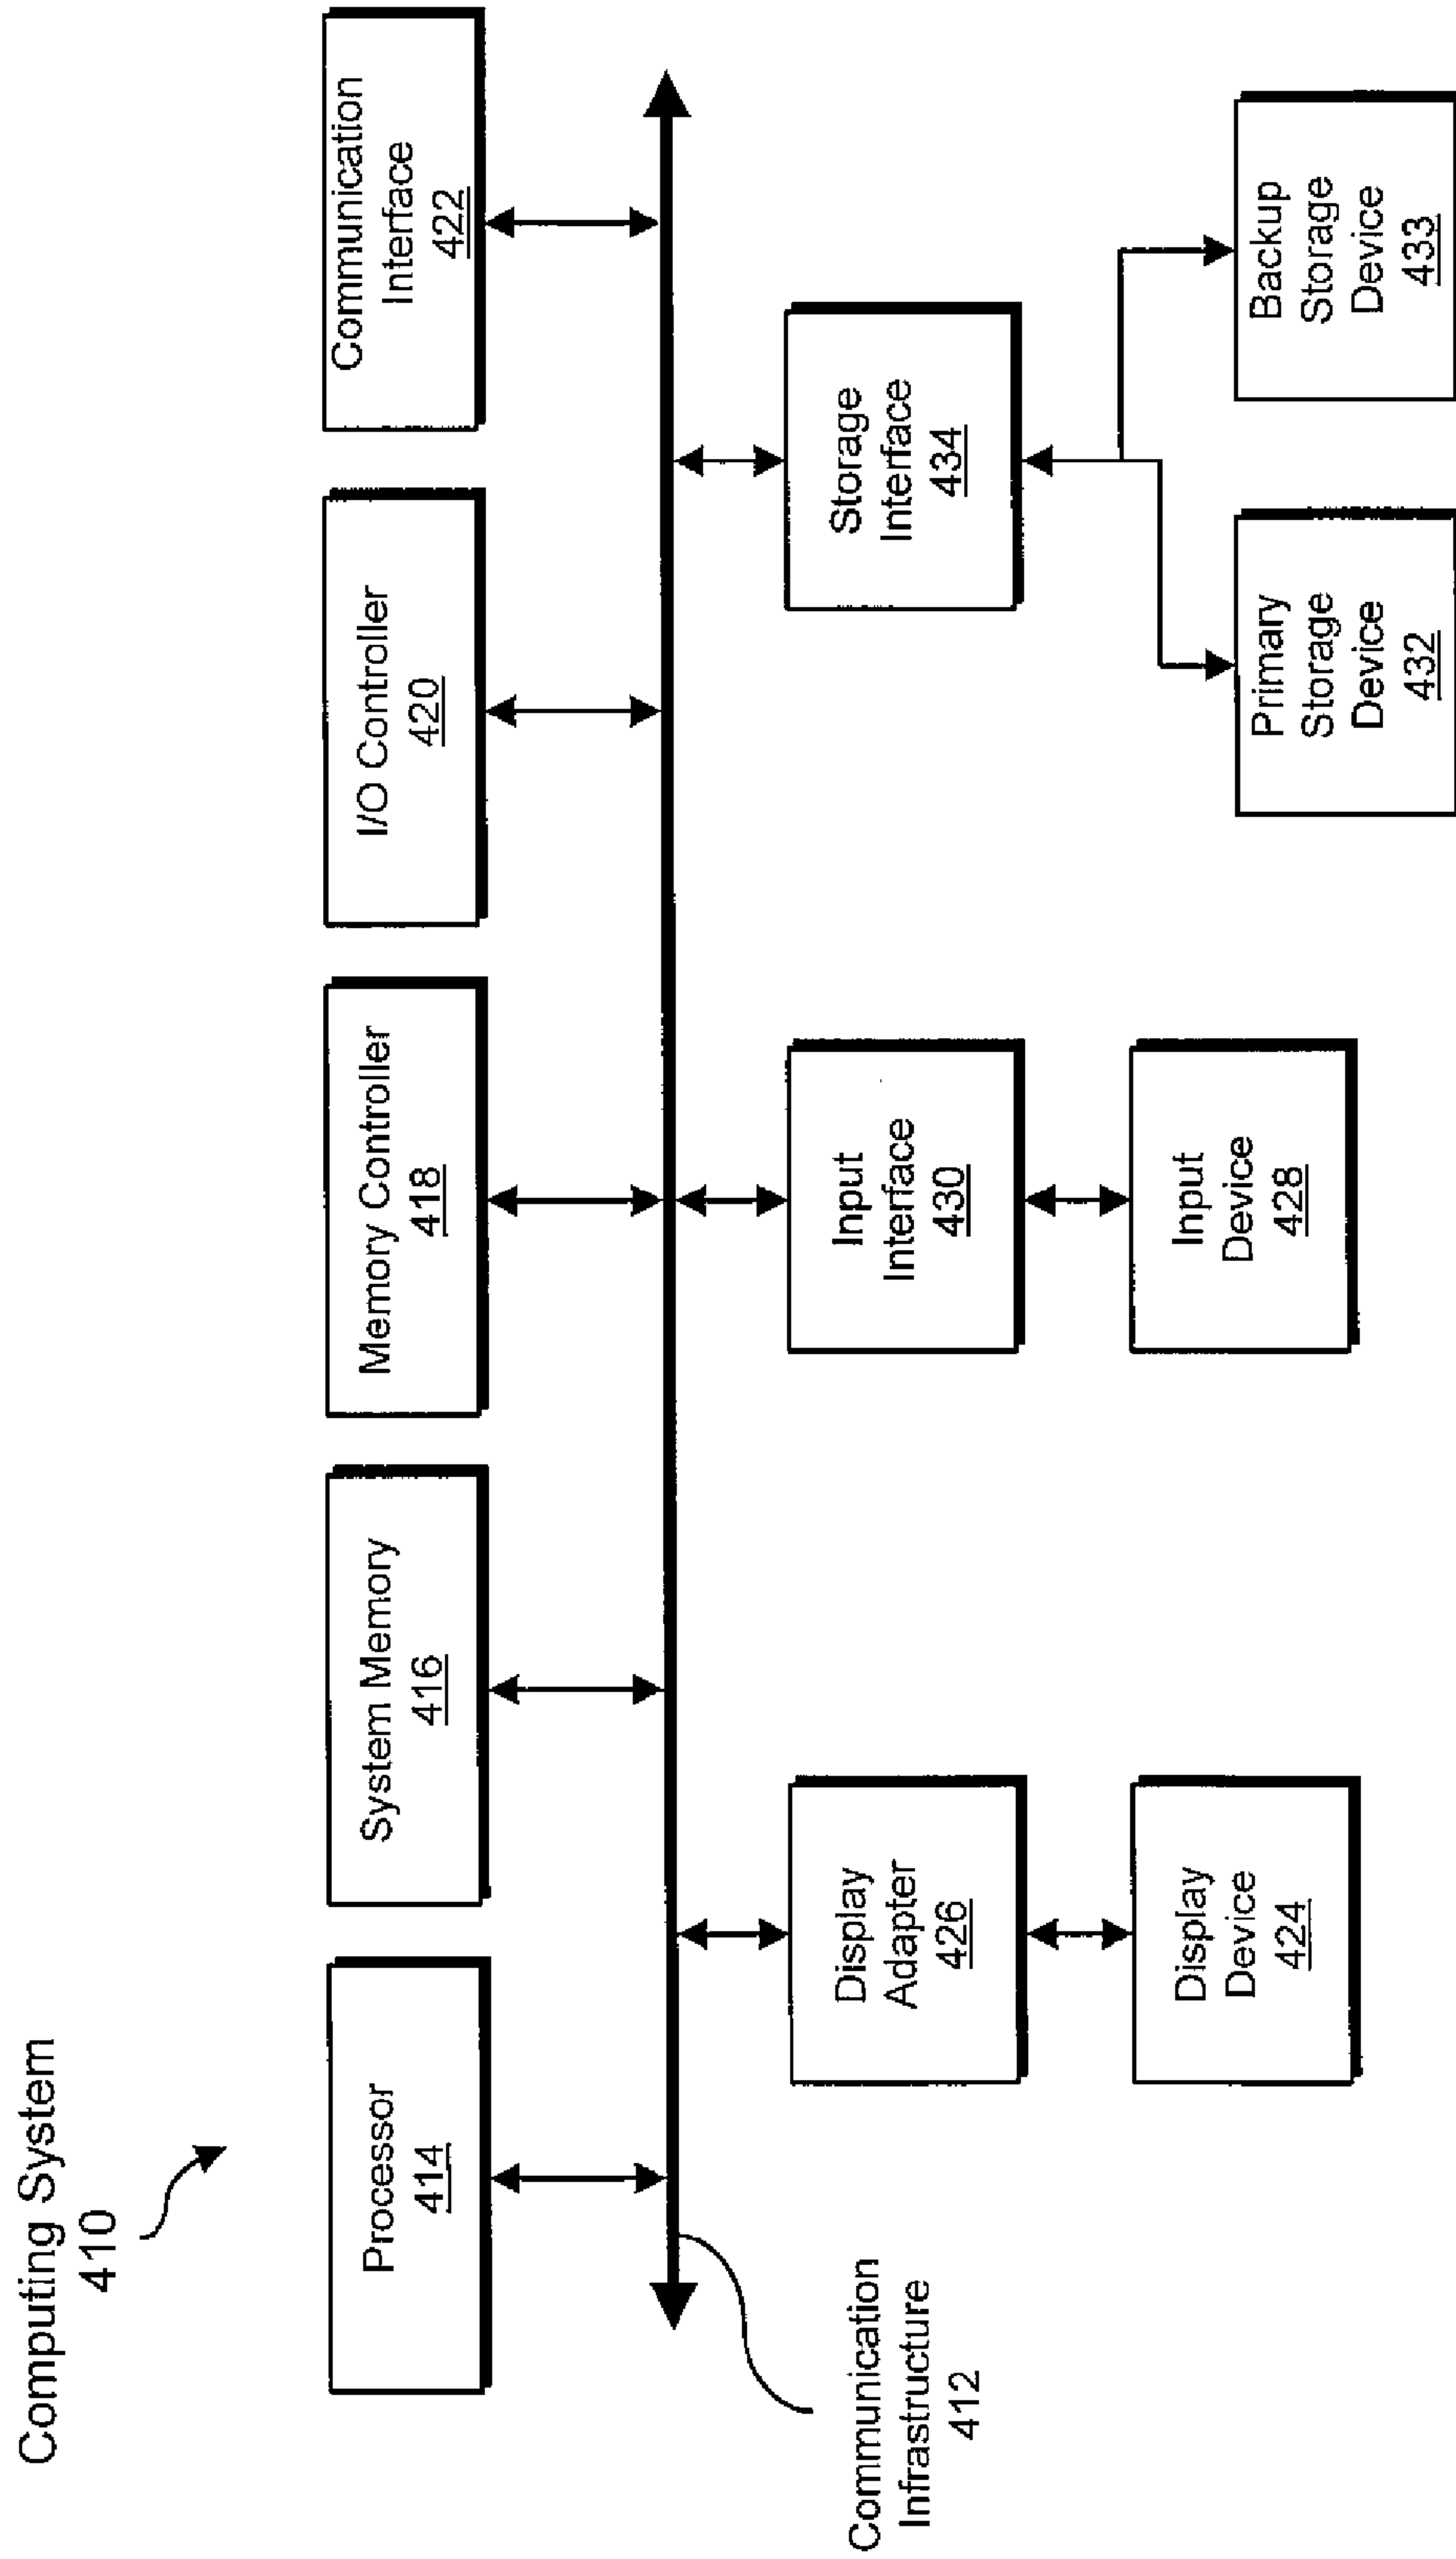 Computing System
410
Processor
414
System Memory
416
Memory Controller
418
I/O Controller
420
Communication
Interface
422
Communication
Infrastructure
412
Display
Adapter
426
Input
Interface
430
Storage
Interface
434
Display
Device
424
Input
Device
428
Primary
Storage
Device
432
Backup
Storage
Device
433